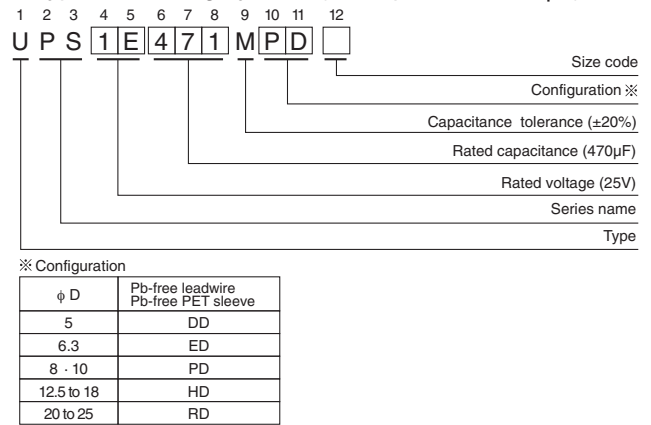 1 2 3 4 5 6 7 8 9 10 11 12
U P S 1 E 4 7 1 M P D
Size code
Configuration ※
Capacitance tolerance (±20%)
Rated capacitance (470µF)
Rated voltage (25V)
Series name
Type
※ Configuration
ϕ D Pb-free leadwire
Pb-free PET sleeve
5 DD
6.3 ED
8 · 10 PD
12.5 to 18 HD
20 to 25 RD